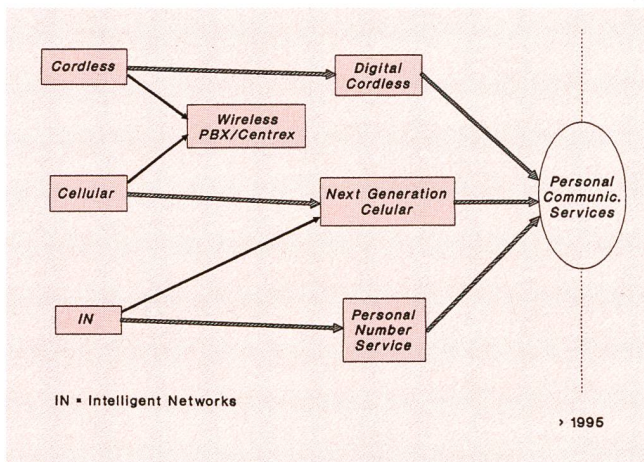 Cordless
Digital
Cordless
Wireless
PBX/Centrex
Cellular
Next Generation
Celular
Personal
Communic.
Services
IN
Personal
Number
Service
IN = Intelligent Networks
> 1995